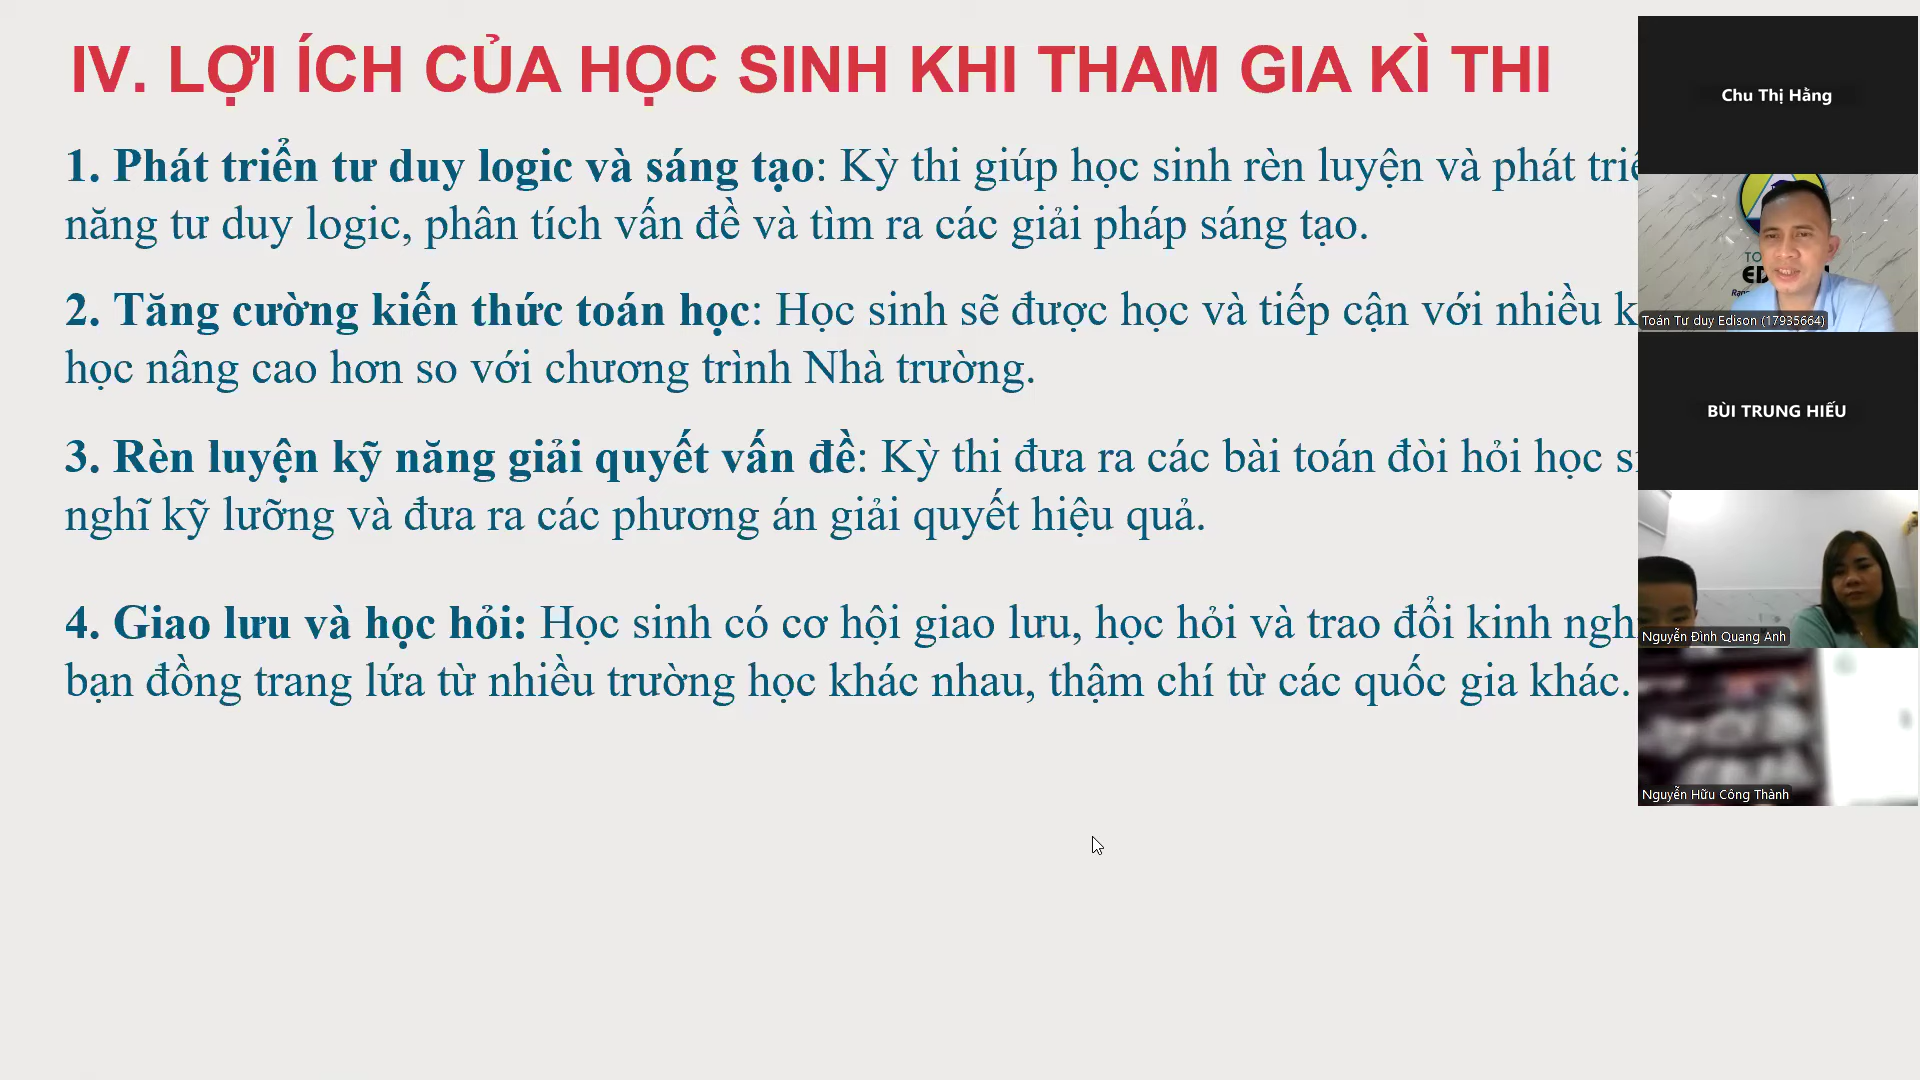 IV. LỢI ÍCH CỦA HỌC SINH KHI THAM GIA KÌ THI
1. Phát triển tư duy logic và sáng tạo: Kỳ thi giúp học sinh rèn luyện và phát
năng tư duy logic, phân tích vấn đề và tìm ra các giải pháp sáng tạo.
2. Tăng cường kiến thức toán học: Học sinh sẽ được học và tiếp cận với nhiều
học nâng cao hơn so với chương trình Nhà trường.
3. Rèn luyện kỹ năng giải quyết vấn đề: Kỳ thi đưa ra các bài toán đòi hỏi học
nghĩ kỹ lưỡng và đưa ra các phương án giải quyết hiệu quả.
4. Giao lưu và học hỏi: Học sinh có cơ hội giao lưu, học hỏi và trao đổi kinh
bạn đồng trang lứa từ nhiều trường học khác nhau, thậm chí từ các quốc gia khác.
Chu Thị Hằng
Toán Tư duy Edison (17935664)
BÙI TRUNG HIẾU
Nguyễn Đình Quang Anh
Nguyễn Hữu Công Thành